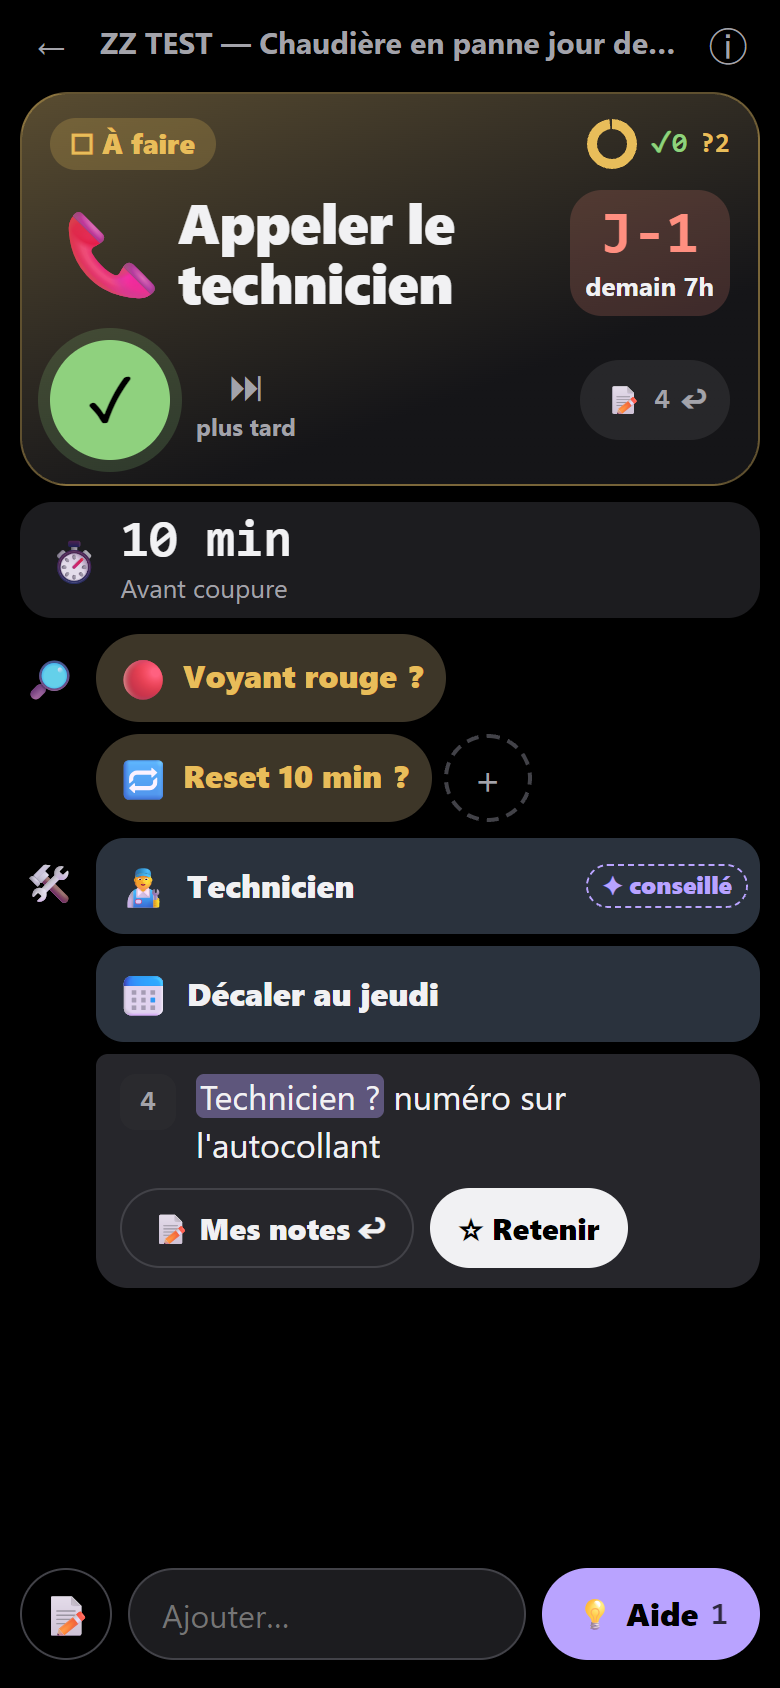 ← ZZ TEST — Chaudière en panne jour de… ⓘ
☐ À faire
✓0 ?2
Appeler le
technicien
J-1
demain 7h
✓
⏭
plus tard
4 ↩
10 min
Avant coupure
Voyant rouge ?
Reset 10 min ?
+
Technicien
✦ conseillé
Décaler au jeudi
4
Technicien ? numéro sur
l'autocollant
Mes notes ↩
☆ Retenir
Ajouter…
Aide 1